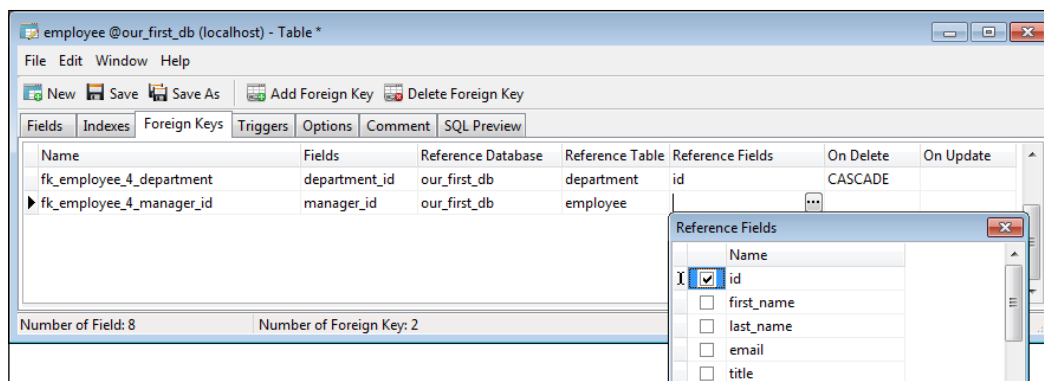 employee @our_first_db (localhost) - Table *
File Edit Window Help
New Save Save As Add Foreign Key Delete Foreign Key
Fields Indexes Foreign Keys Triggers Options Comment SQL Preview
Name Fields Reference Database Reference Table Reference Fields On Delete On Update
fk_employee_4_department department_id our_first_db department id CASCADE
fk_employee_4_manager_id manager_id our_first_db employee ...
Reference Fields
Name
id
first_name
last_name
email
title
Number of Field: 8 Number of Foreign Key: 2